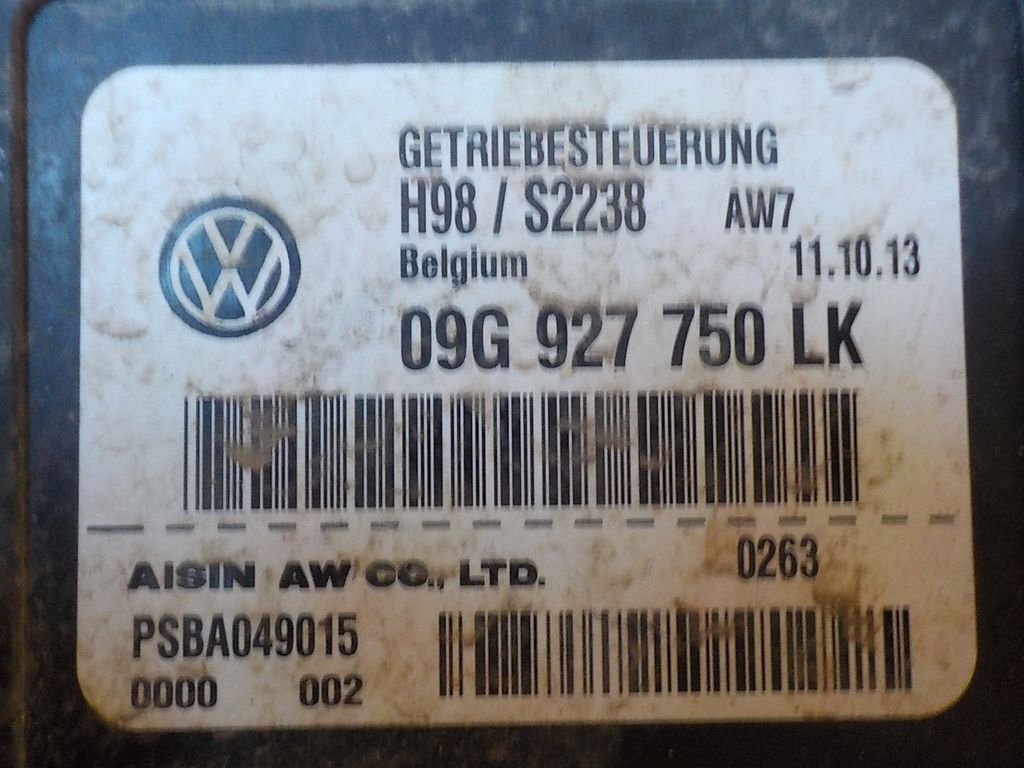 GETRIEBESTEUERUNG
H98 / S2238 AW7
Belgium 11.10.13
09G 927 750 LK
AISIN AW CO., LTD. 0263
PSBA049015
0000 002